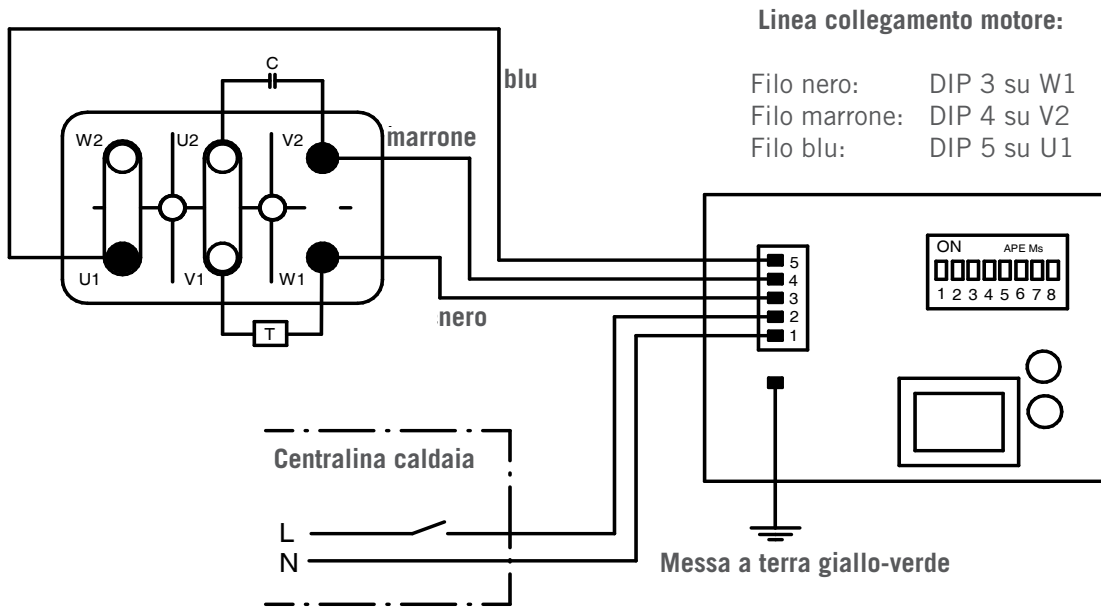 Linea collegamento motore:
Filo nero: DIP 3 su W1
Filo marrone: DIP 4 su V2
Filo blu: DIP 5 su U1
C
blu
W2 U2 V2
marrone
U1 V1 W1
nero
T
5
4
3
2
1
ON APE Ms
1 2 3 4 5 6 7 8
Centralina caldaia
L
N
Messa a terra giallo-verde